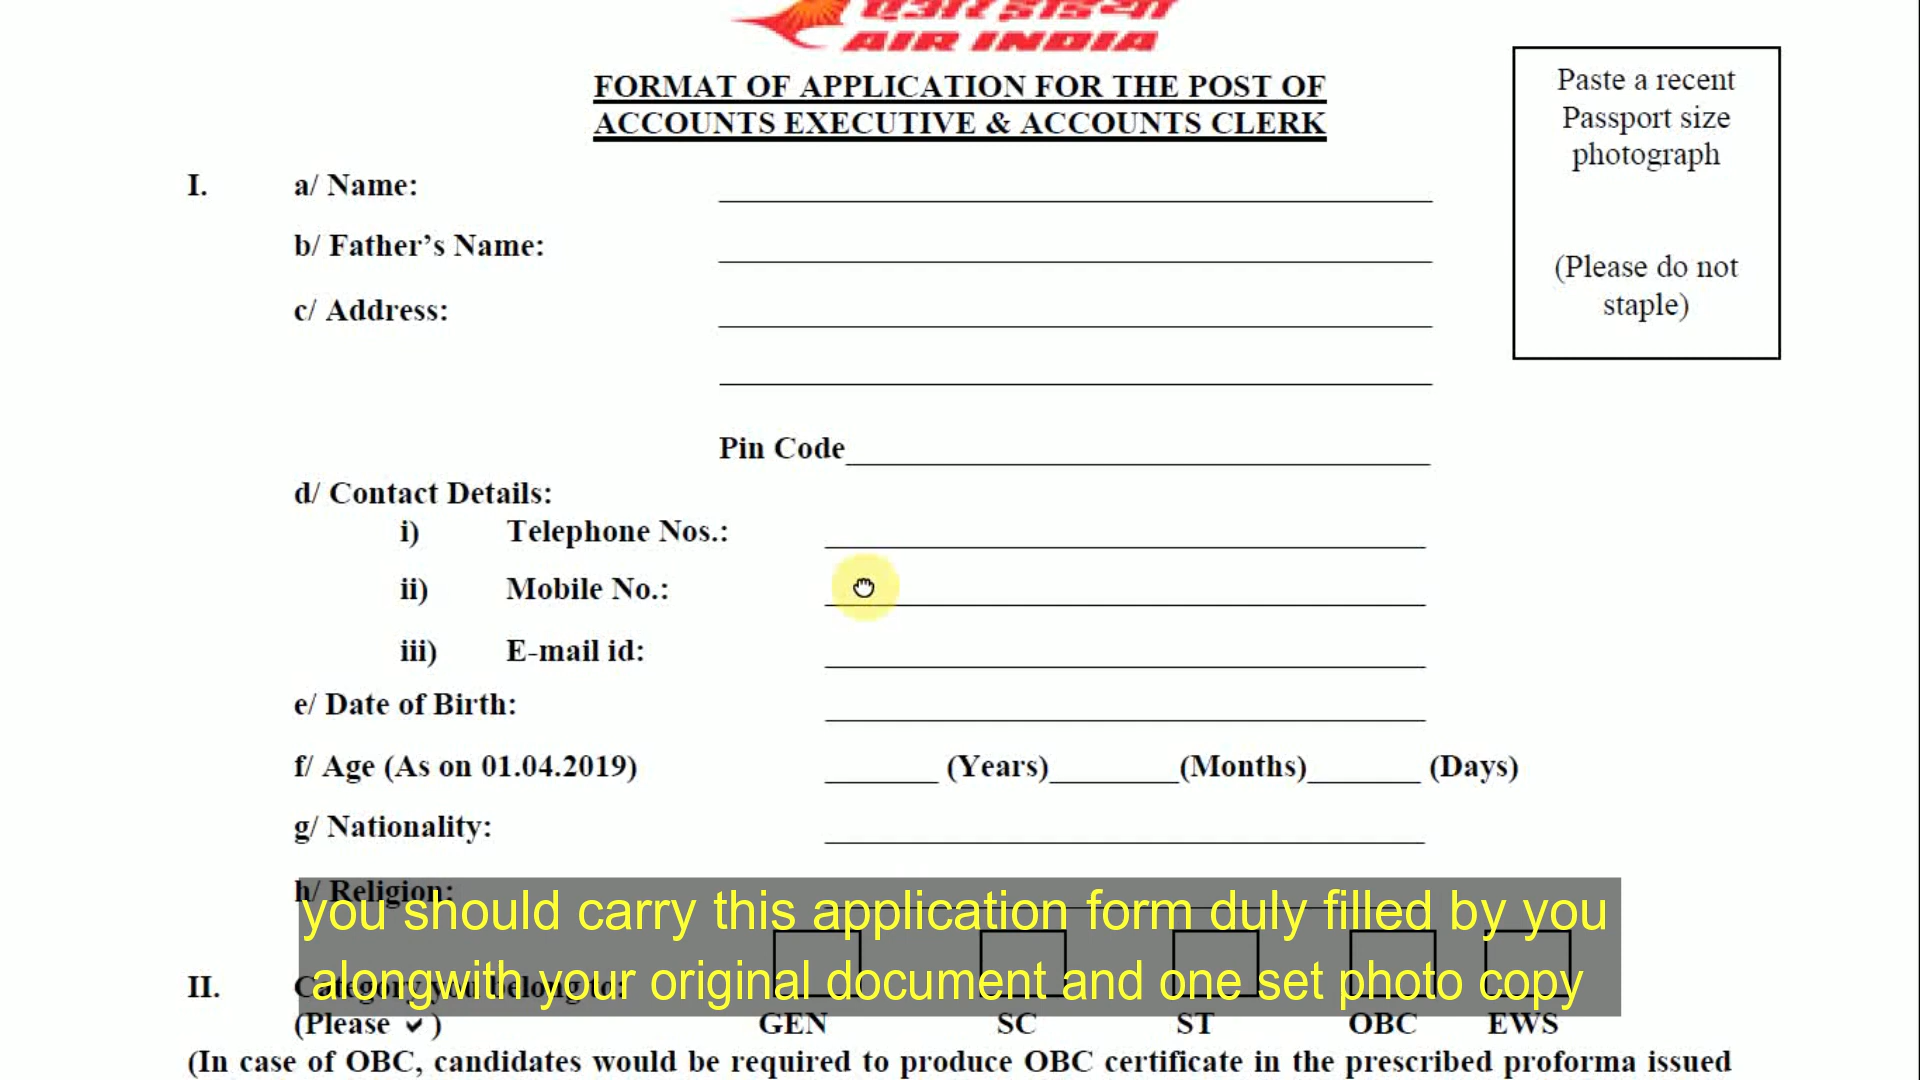 एअर इंडिया
AIR INDIA
FORMAT OF APPLICATION FOR THE POST OF
ACCOUNTS EXECUTIVE & ACCOUNTS CLERK
Paste a recent
Passport size
photograph
(Please do not
staple)
I. a/ Name:
b/ Father’s Name:
c/ Address:
Pin Code
d/ Contact Details:
i) Telephone Nos.:
ii) Mobile No.:
iii) E-mail id:
e/ Date of Birth:
f/ Age (As on 01.04.2019) (Years) (Months) (Days)
g/ Nationality:
h/ Religion:
you should carry this application form duly filled by you
alongwith your original document and one set photo copy
II. Category you belong to:
(Please ✓) GEN SC ST OBC EWS
(In case of OBC, candidates would be required to produce OBC certificate in the prescribed proforma issued